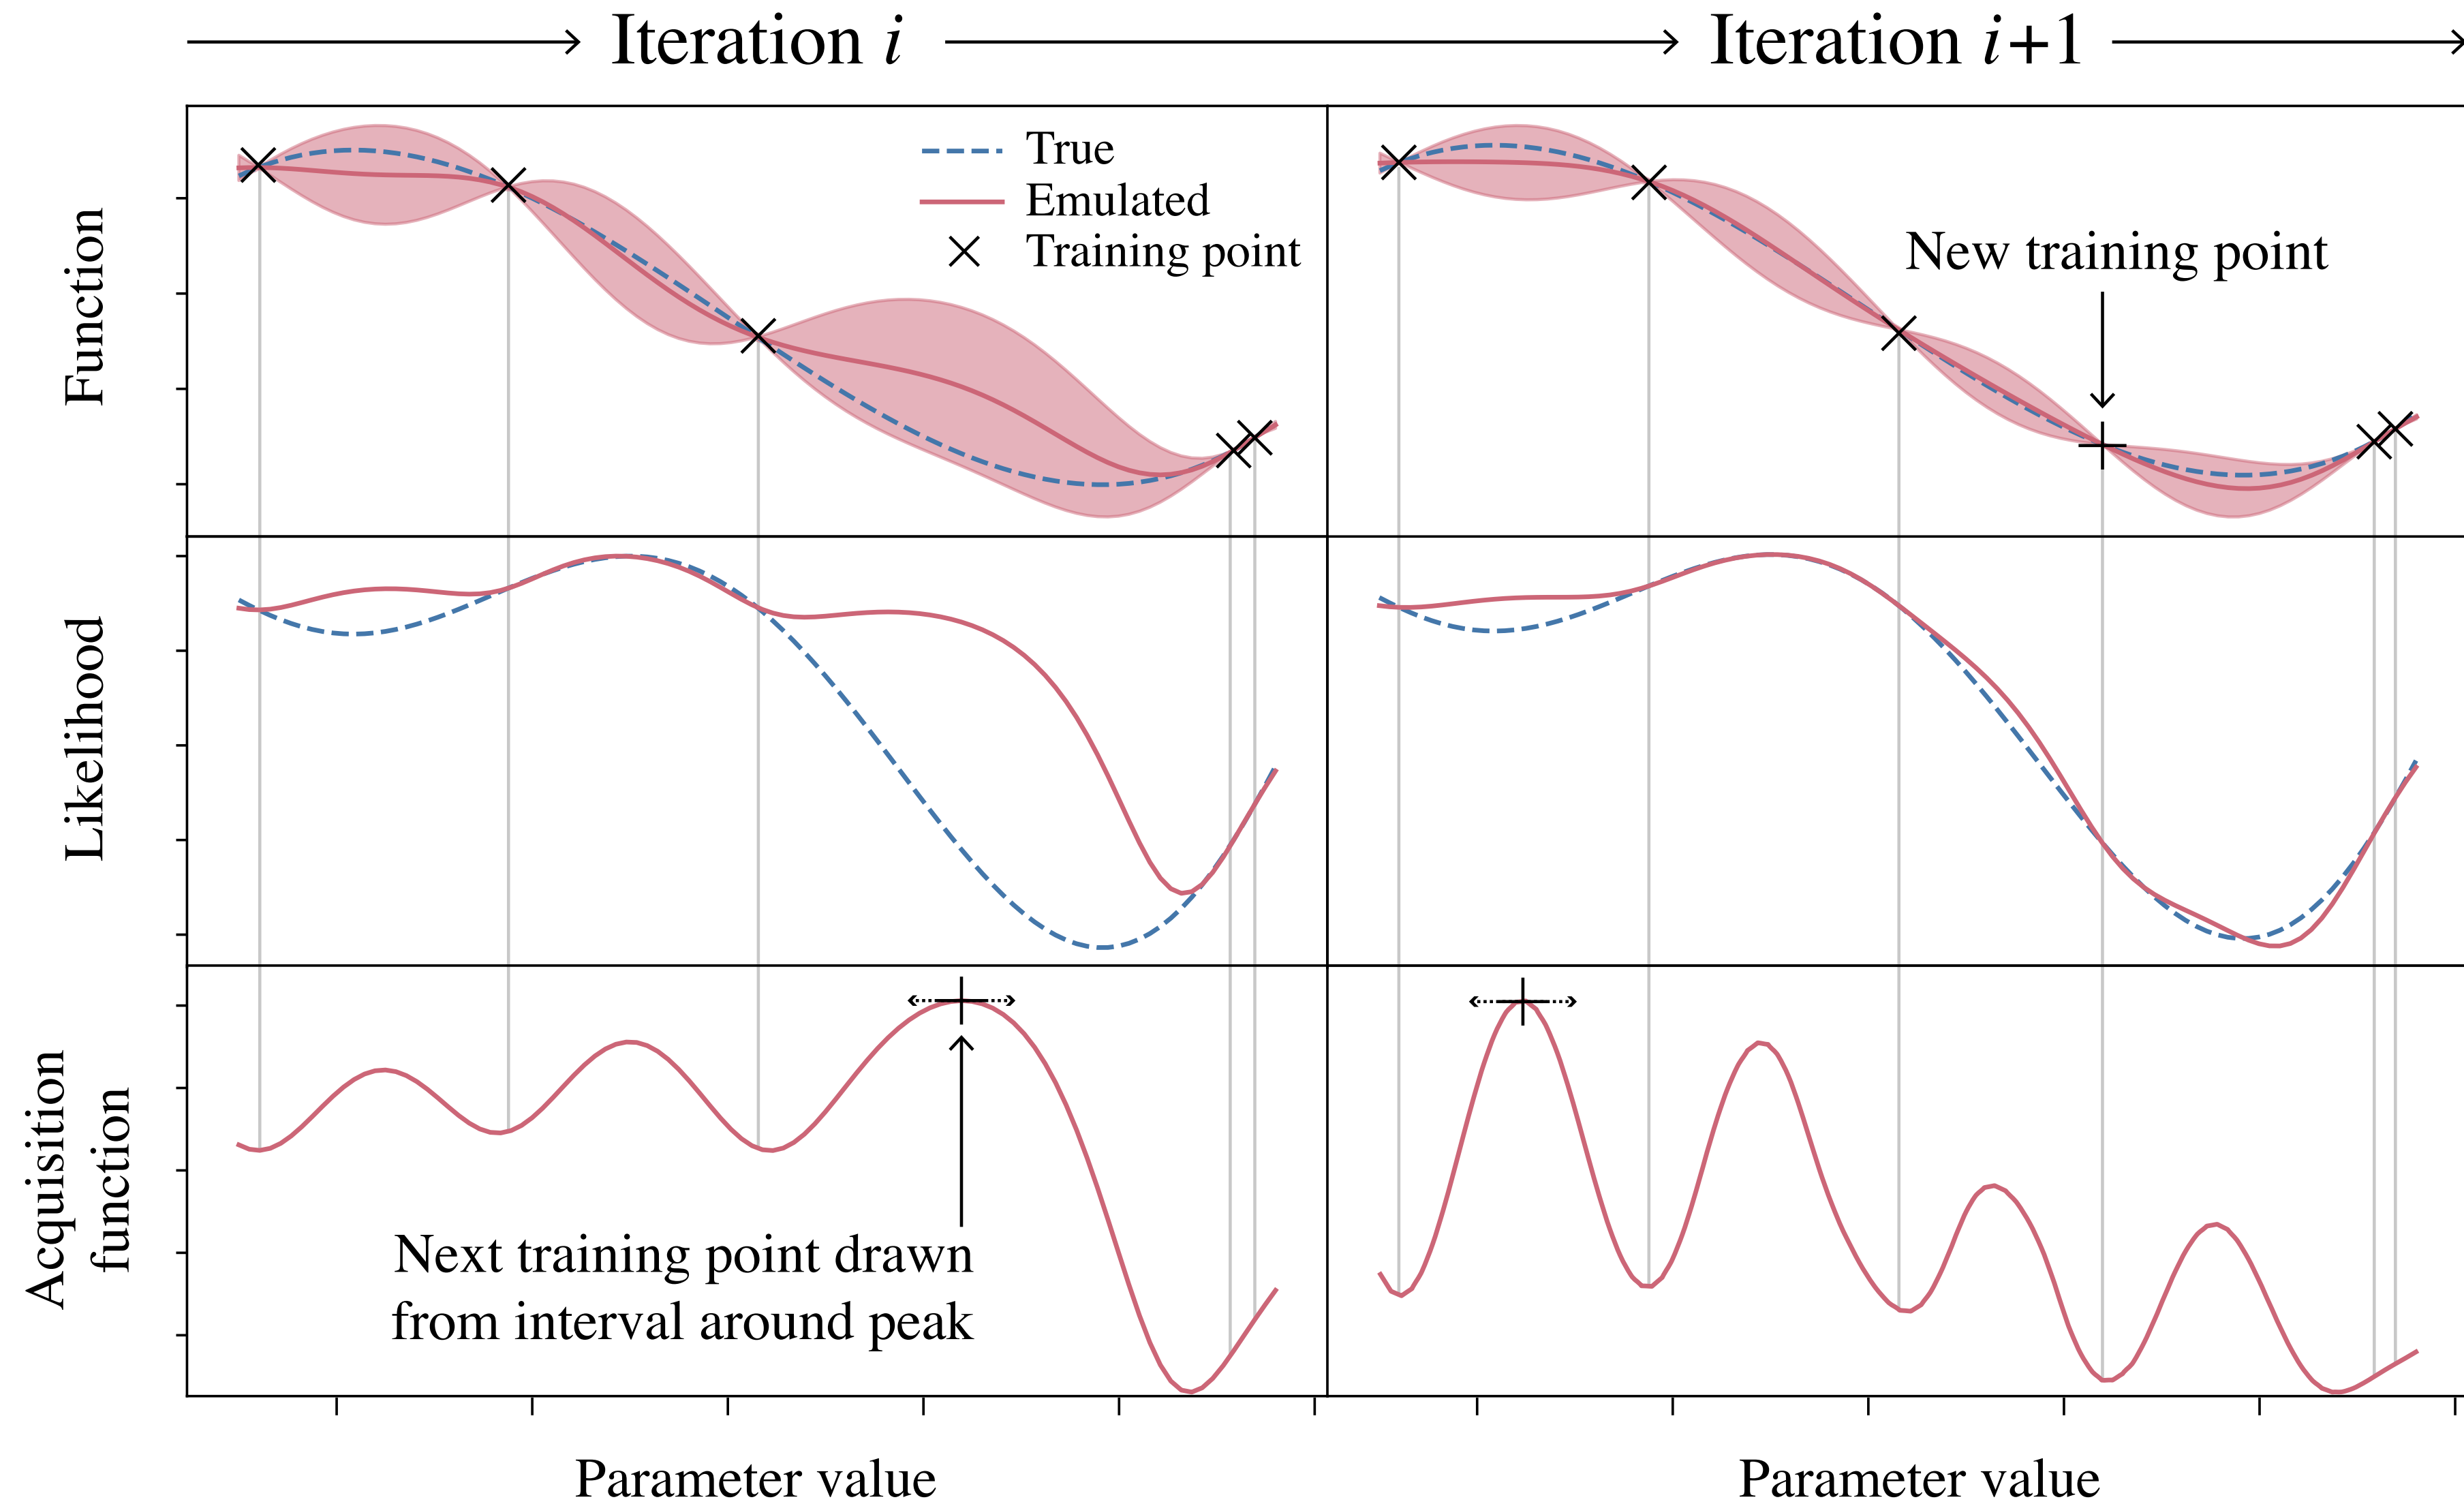 Iteration i
Iteration i+1
Function
True
Emulated
Training point
New training point
Likelihood
Acquisition
function
Next training point drawn
from interval around peak
Parameter value
Parameter value